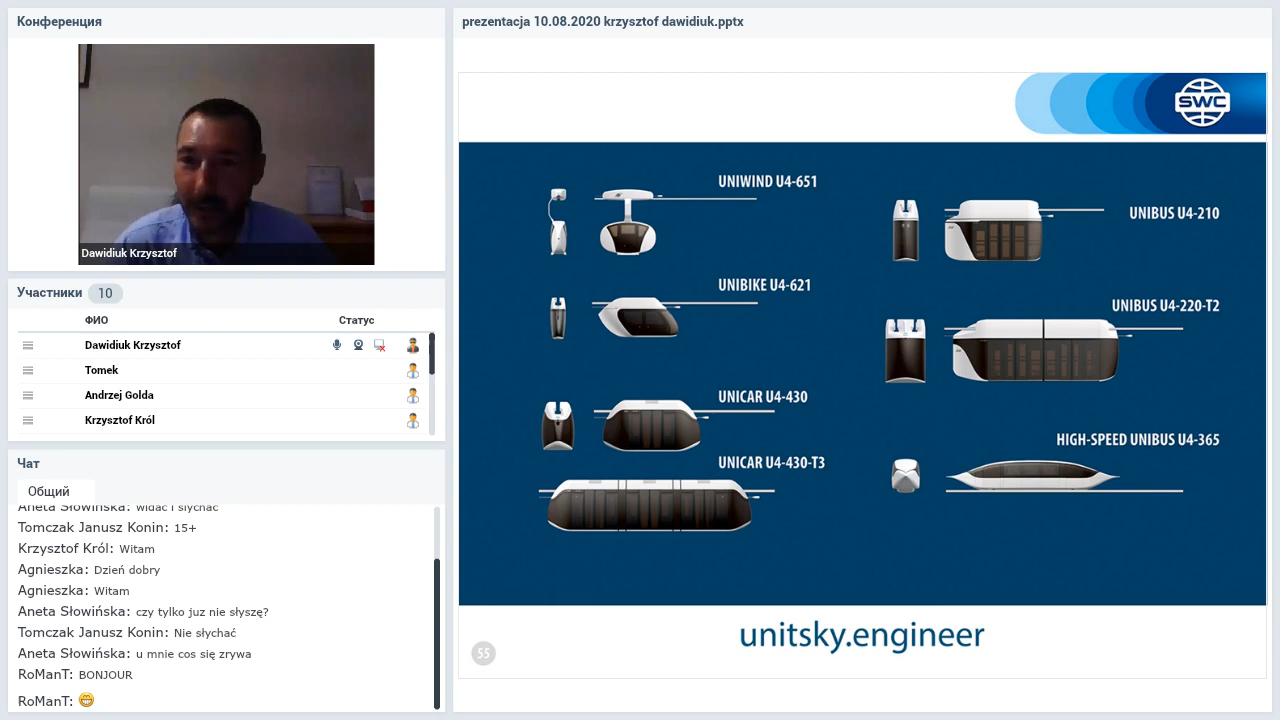 Конференция
Dawidiuk Krzysztof
Участники 10
ФИО Статус
Dawidiuk Krzysztof
Tomek
Andrzej Golda
Krzysztof Król
Чат
Общий
Aneta Słowińska: widać i słychać
Tomczak Janusz Konin: 15+
Krzysztof Król: Witam
Agnieszka: Dzień dobry
Agnieszka: Witam
Aneta Słowińska: czy tylko juz nie słyszę?
Tomczak Janusz Konin: Nie słychać
Aneta Słowińska: u mnie cos się zrywa
RoManT: BONJOUR
RoManT:
prezentacja 10.08.2020 krzysztof dawidiuk.pptx
SWC
UNIWIND U4-651
UNIBIKE U4-621
UNICAR U4-430
UNICAR U4-430-T3
UNIBUS U4-210
UNIBUS U4-220-T2
HIGH-SPEED UNIBUS U4-365
unitsky.engineer
55